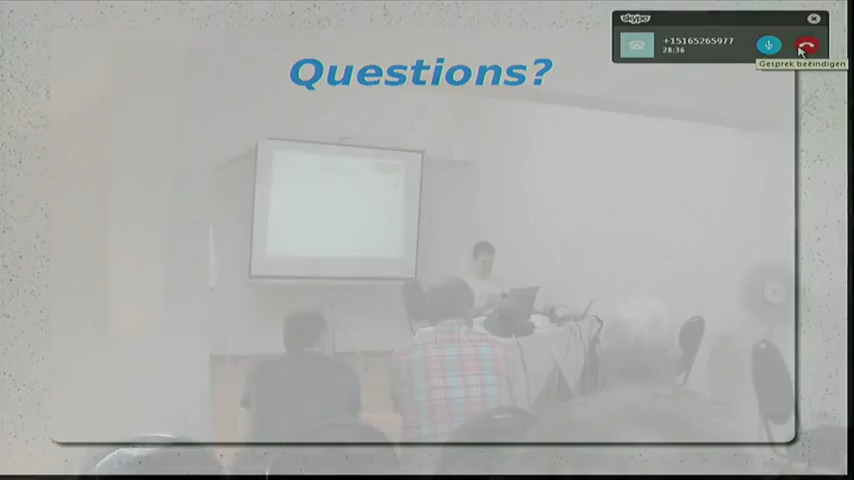 skype
+15165265977
28:36
Gesprek beëindigen
Questions?